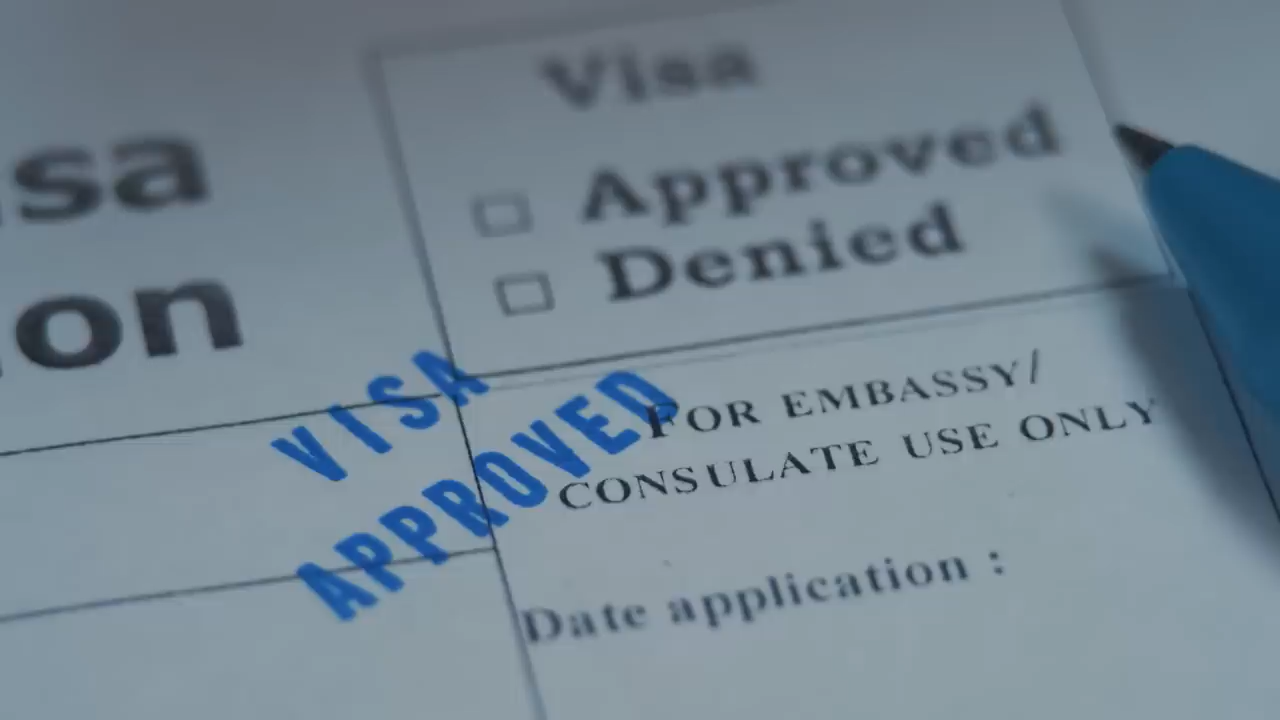 sa
on
Visa
Approved
Denied
VISA
APPROVED
FOR EMBASSY/
CONSULATE USE ONLY
Date application :